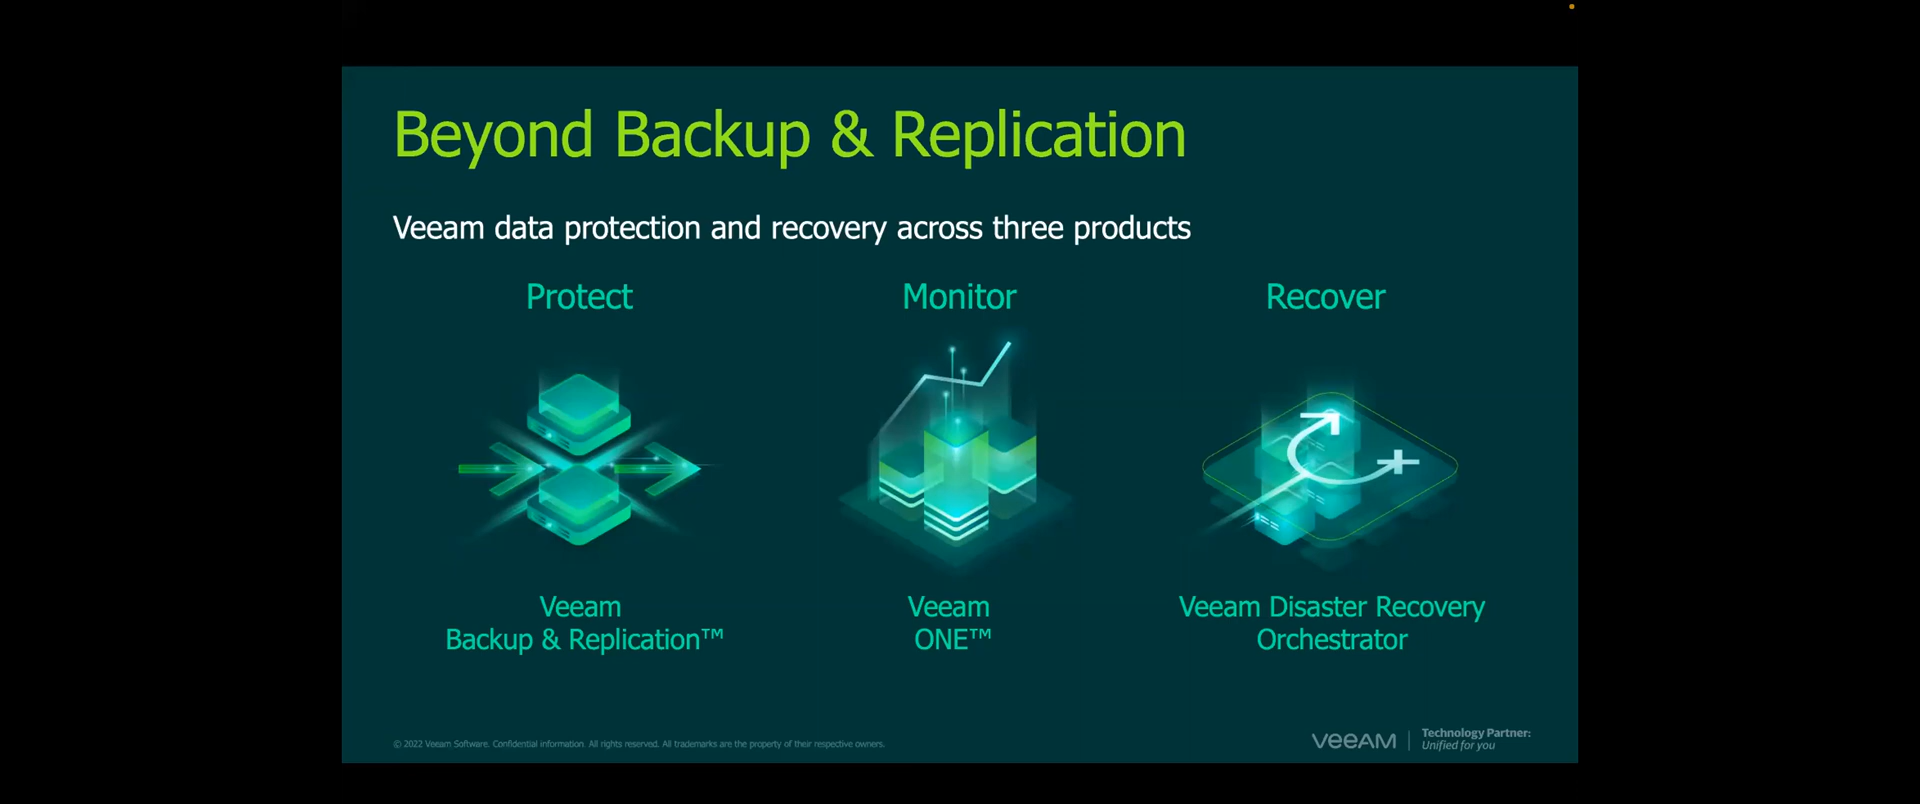 Beyond Backup & Replication
Veeam data protection and recovery across three products
Protect
Monitor
Recover
Veeam
Backup & Replication™
Veeam
ONE™
Veeam Disaster Recovery
Orchestrator
© 2022 Veeam Software. Confidential information. All rights reserved. All trademarks are the property of their respective owners.
veeAM
Technology Partner:
Unified for you